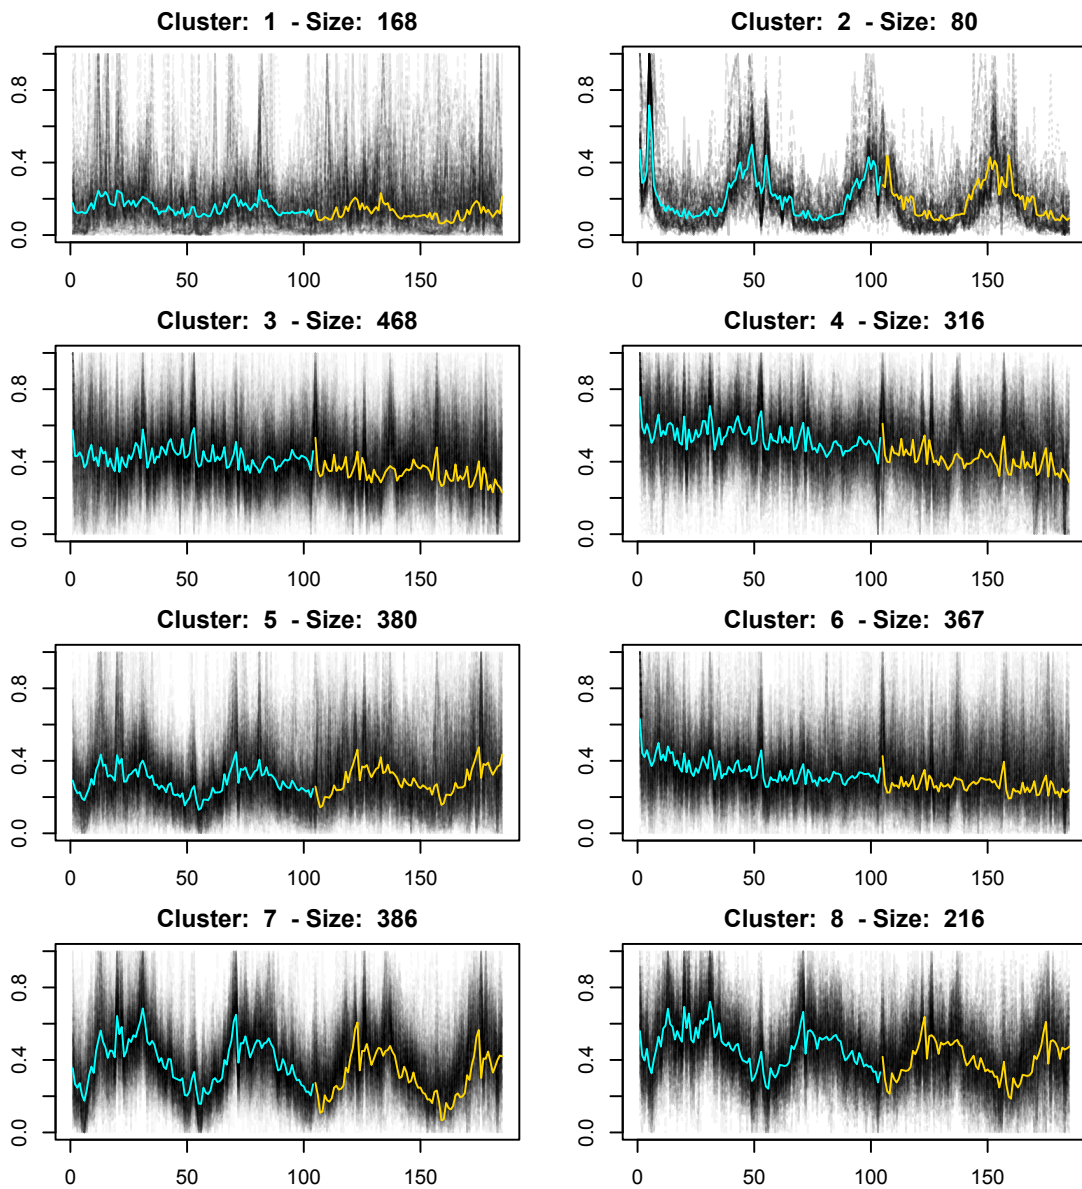 Cluster:  1  - Size:  168
0.0 0.4 0.8
0 50 100 150
Cluster:  2  - Size:  80
0.0 0.4 0.8
0 50 100 150
Cluster:  3  - Size:  468
0.0 0.4 0.8
0 50 100 150
Cluster:  4  - Size:  316
0.0 0.4 0.8
0 50 100 150
Cluster:  5  - Size:  380
0.0 0.4 0.8
0 50 100 150
Cluster:  6  - Size:  367
0.0 0.4 0.8
0 50 100 150
Cluster:  7  - Size:  386
0.0 0.4 0.8
0 50 100 150
Cluster:  8  - Size:  216
0.0 0.4 0.8
0 50 100 150